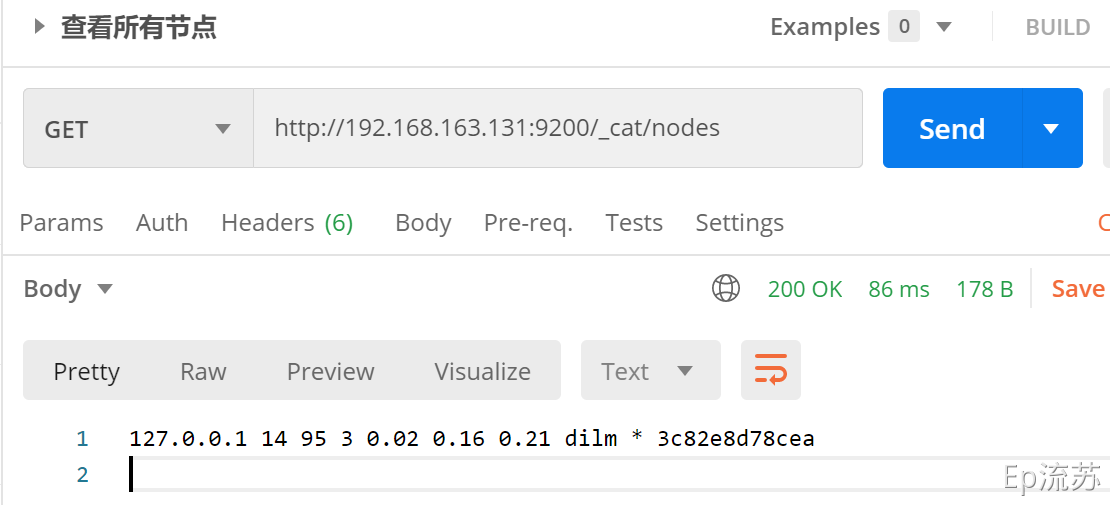 查看所有节点 Examples 0 BUILD
GET http://192.168.163.131:9200/_cat/nodes Send
Params Auth Headers (6) Body Pre-req. Tests Settings C
Body 200 OK 86 ms 178 B Save
Pretty Raw Preview Visualize Text
1 127.0.0.1 14 95 3 0.02 0.16 0.21 dilm * 3c82e8d78cea
2
Ep流苏